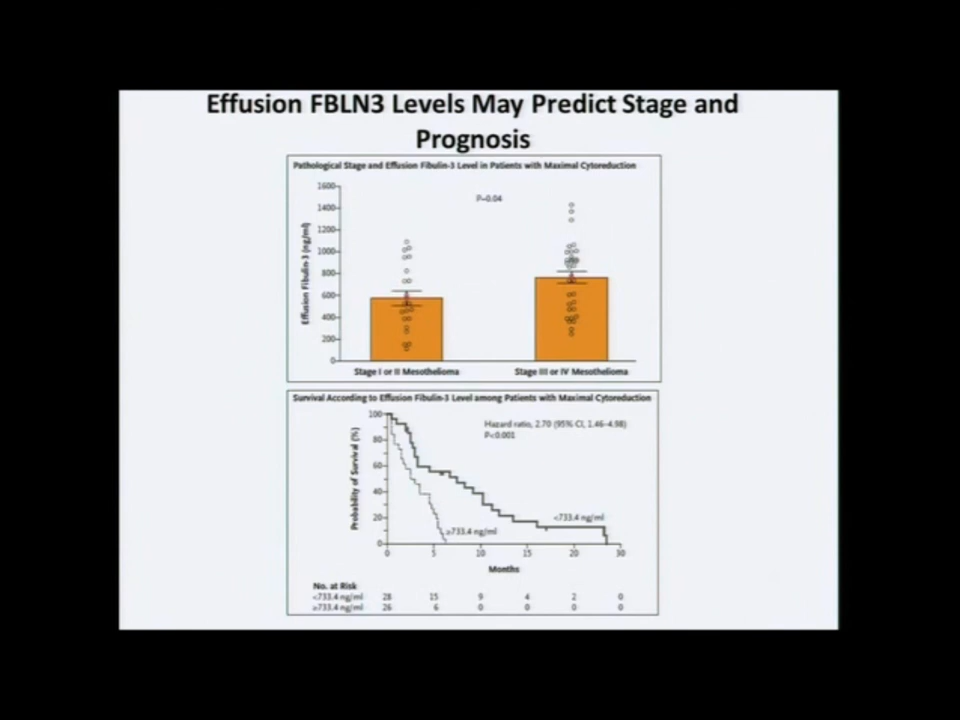 Effusion FBLN3 Levels May Predict Stage and
Prognosis
Pathological Stage and Effusion Fibulin-3 Level in Patients with Maximal Cytoreduction
P=0.04
Effusion Fibulin-3 (ng/ml)
1600
1400
1200
1000
800
600
400
200
0
Stage I or II Mesothelioma Stage III or IV Mesothelioma
Survival According to Effusion Fibulin-3 Level among Patients with Maximal Cytoreduction
Hazard ratio, 2.70 (95% CI, 1.46–4.98)
P<0.001
Probability of Survival (%)
100
80
60
40
20
0
<733.4 ng/ml
≥733.4 ng/ml
0 5 10 15 20 30
Months
No. at Risk
<733.4 ng/ml 28 15 9 4 2 0
≥733.4 ng/ml 26 6 0 0 0 0